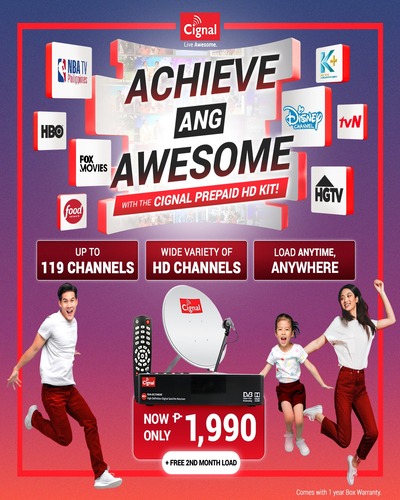 Cignal
Live Awesome.
NBA TV
Philippines
K+
ACHIEVE
ANG
AWESOME
WITH THE CIGNAL PREPAID HD KIT!
HBO
Disney
CHANNEL
tvN
FOX
MOVIES
HGTV
food
UP TO
119 CHANNELS
WIDE VARIETY OF
HD CHANNELS
LOAD ANYTIME,
ANYWHERE
Cignal
Cignal
DVB
NOW
ONLY
₱1,990
+ FREE 2ND MONTH LOAD
Comes with 1 year Box Warranty.